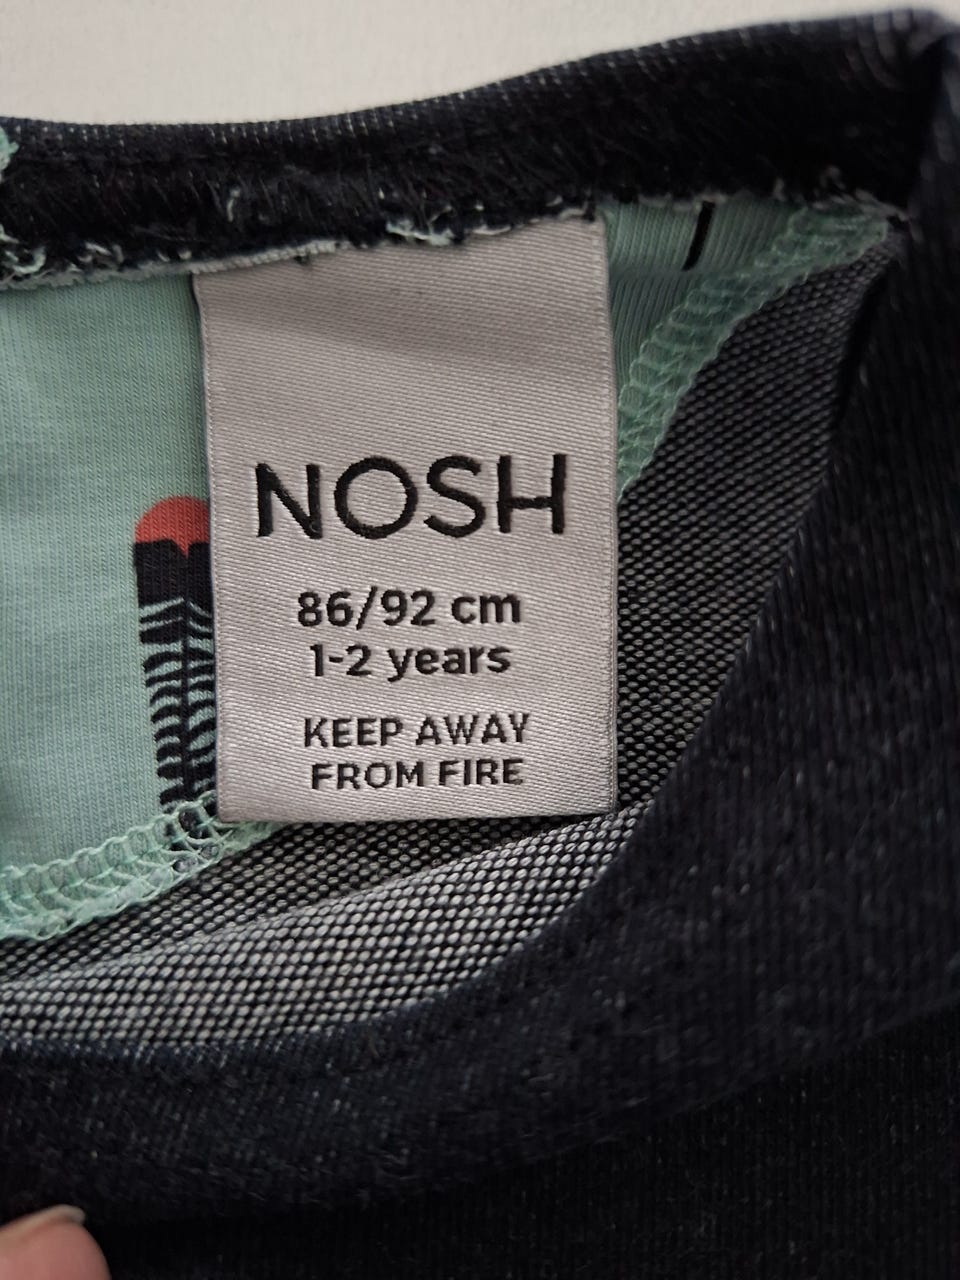 NOSH
86/92 cm
1-2 years
KEEP AWAY
FROM FIRE